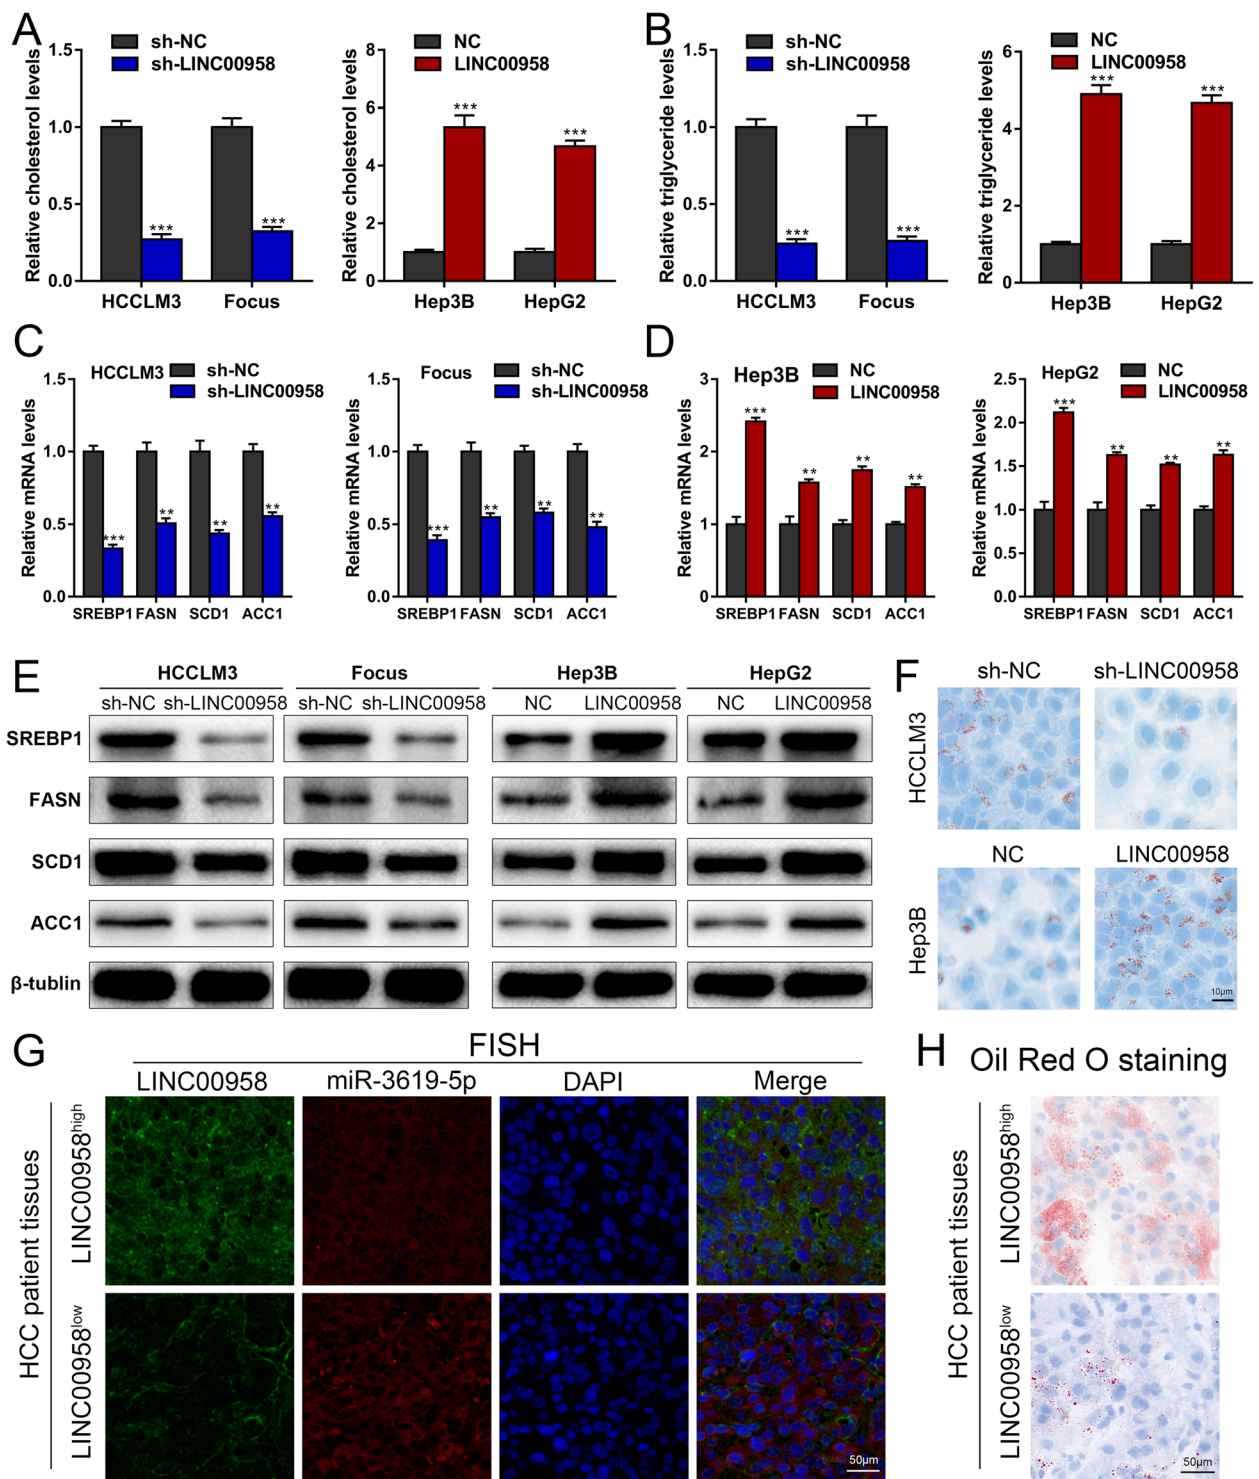 A
Relative cholesterol levels
1.5
1.0
0.5
0.0
sh-NC
sh-LINC00958
***
***
HCCLM3
Focus
Relative cholesterol levels
8
6
4
2
0
NC
LINC00958
***
***
Hep3B
HepG2
B
Relative triglyceride levels
1.5
1.0
0.5
0.0
sh-NC
sh-LINC00958
***
***
HCCLM3
Focus
Relative triglyceride levels
6
4
2
0
NC
LINC00958
***
***
Hep3B
HepG2
C
Relative mRNA levels
1.5
1.0
0.5
0.0
HCCLM3
sh-NC
sh-LINC00958
***
**
**
**
SREBP1 FASN SCD1 ACC1
Relative mRNA levels
1.5
1.0
0.5
0.0
Focus
sh-NC
sh-LINC00958
***
**
**
**
SREBP1 FASN SCD1 ACC1
D
Relative mRNA levels
3
2
1
0
Hep3B
NC
LINC00958
***
**
**
**
SREBP1 FASN SCD1 ACC1
Relative mRNA levels
2.5
2.0
1.5
1.0
0.5
0.0
HepG2
NC
LINC00958
***
**
**
**
SREBP1 FASN SCD1 ACC1
E
HCCLM3 Focus Hep3B HepG2
sh-NC sh-LINC00958 sh-NC sh-LINC00958 NC LINC00958 NC LINC00958
SREBP1
FASN
SCD1
ACC1
β-tublin
F
sh-NC sh-LINC00958
HCCLM3
NC LINC00958
Hep3B
10μm
G
FISH
LINC00958 miR-3619-5p DAPI Merge
HCC patient tissues
LINC00958high
LINC00958low
50μm
H
Oil Red O staining
HCC patient tissues
LINC00958high
LINC00958low
50μm